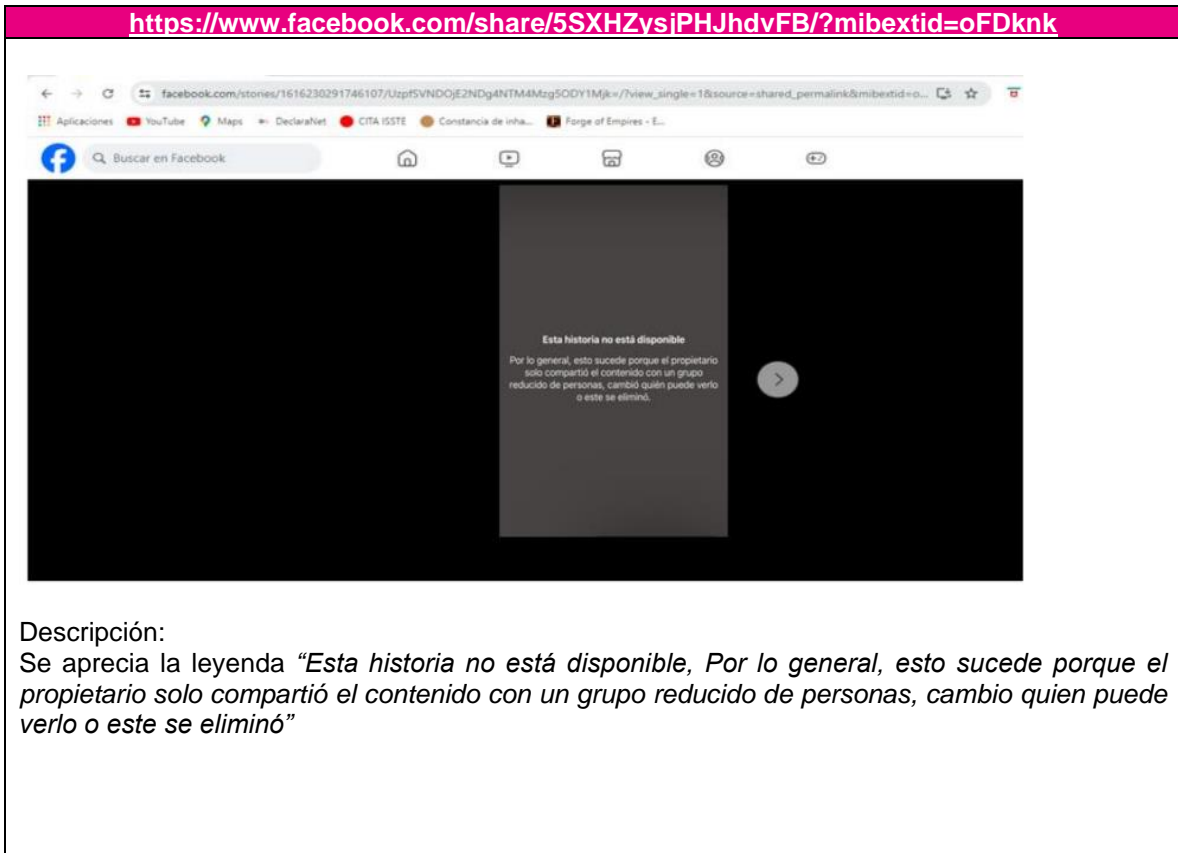 https://www.facebook.com/share/5SXHZysjPHJhdvFB/?mibextid=oFDknk
facebook.com/stories/1616230291746107/UzpfSVNDOjE2NDg4NTM4Mzg5ODY1Mjk=/?view_single=1&source=shared_permalink&mibextid=o...
Aplicaciones YouTube Maps DeclaraNet CITA ISSTE Constancia de inha... Forge of Empires - E...
Buscar en Facebook
Esta historia no está disponible
Por lo general, esto sucede porque el propietario
solo compartió el contenido con un grupo
reducido de personas, cambió quién puede verlo
o este se eliminó.
Descripción:
Se aprecia la leyenda “Esta historia no está disponible, Por lo general, esto sucede porque el
propietario solo compartió el contenido con un grupo reducido de personas, cambio quien puede
verlo o este se eliminó”